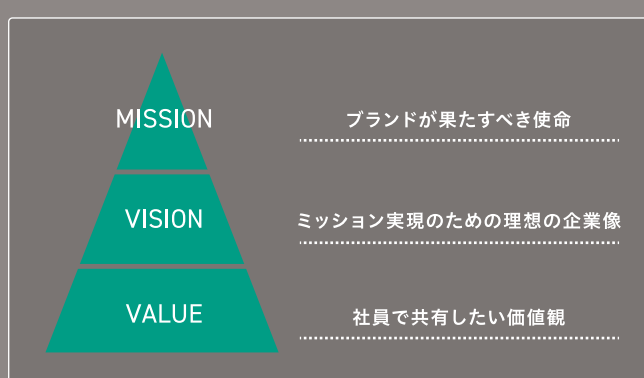 MISSION
ブランドが果たすべき使命
VISION
ミッション実現のための理想の企業像
VALUE
社員で共有したい価値観